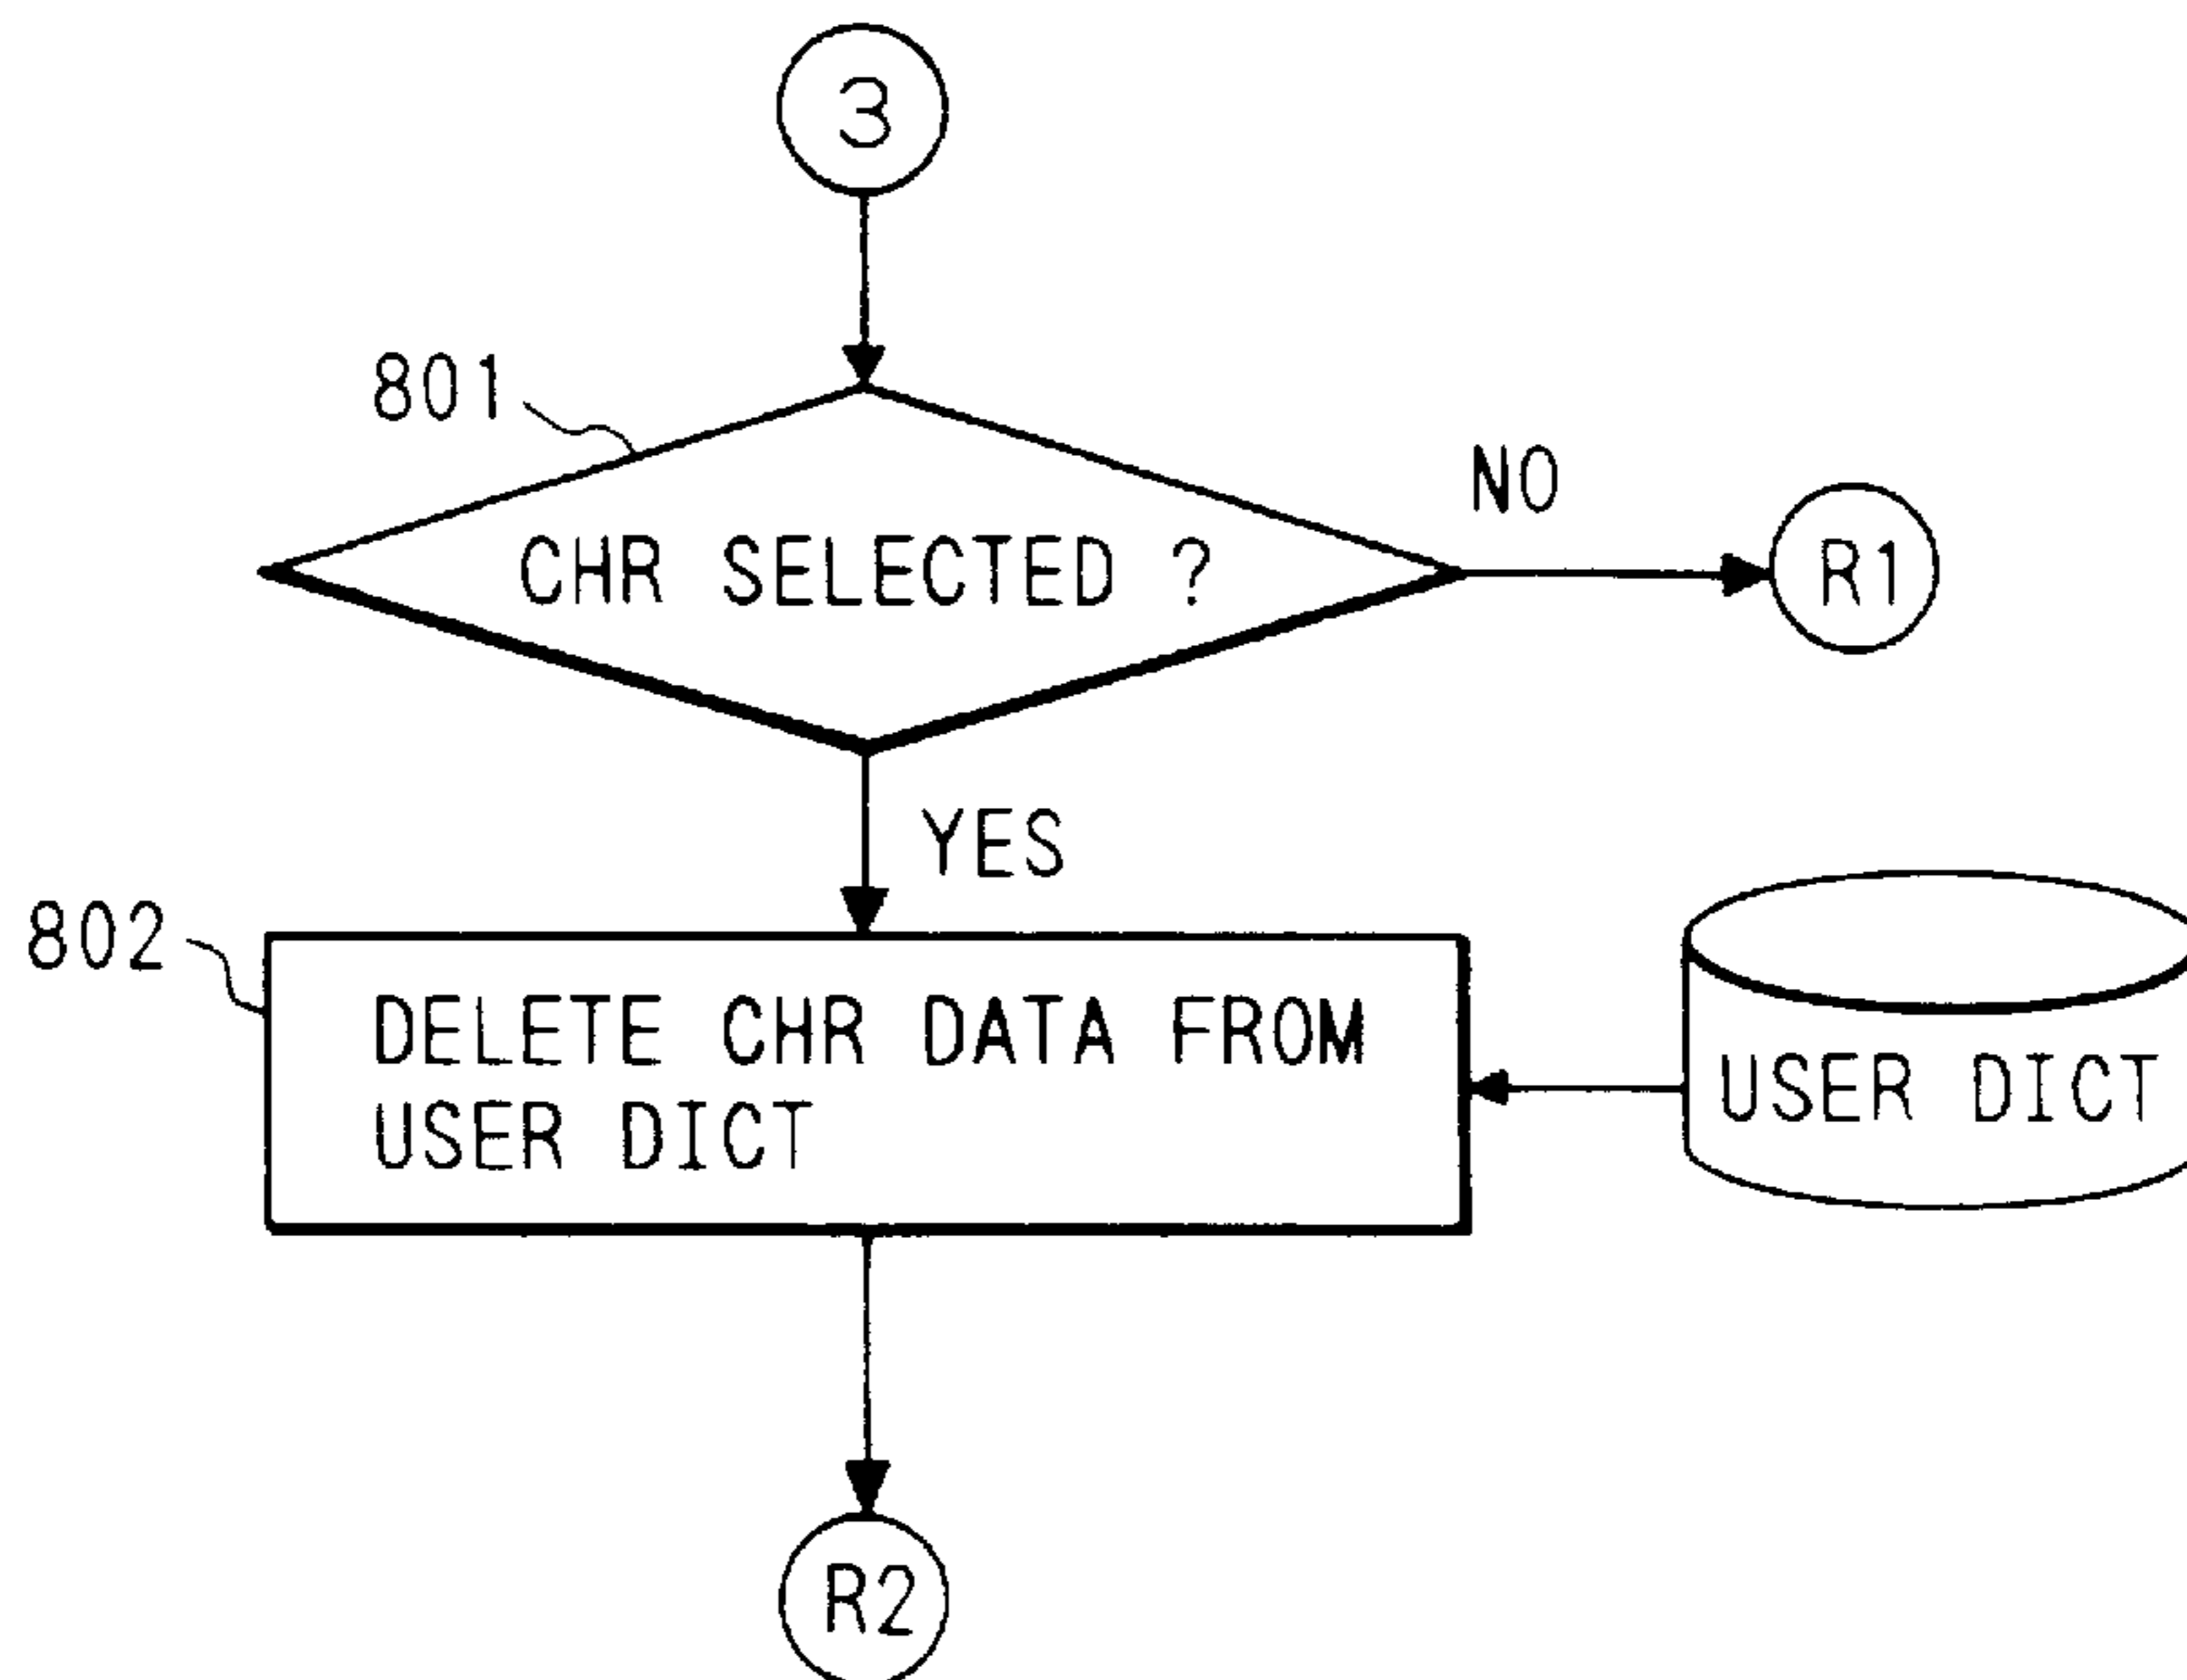 3
801
CHR SELECTED ?
NO
R1
YES
802
DELETE CHR DATA FROM
USER DICT
USER DICT
R2